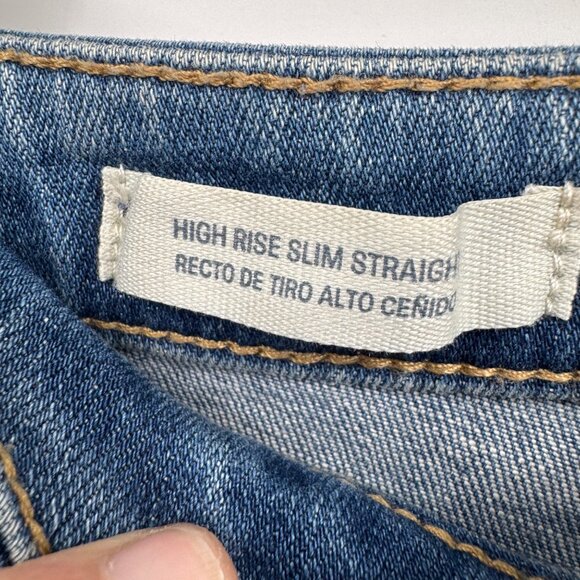 HIGH RISE SLIM STRAIGH
RECTO DE TIRO ALTO CEÑIDO